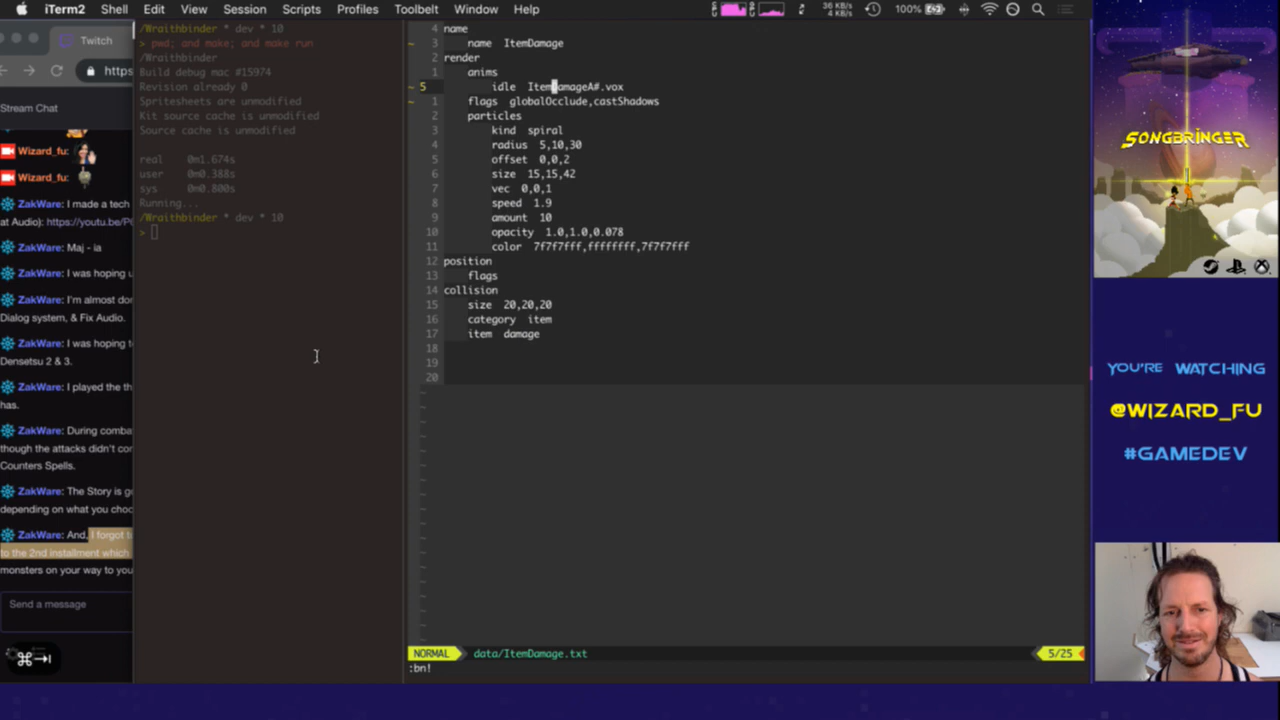 iTerm2 Shell Edit View Session Scripts Profiles Toolbelt Window Help
36 KB/s
4 KB/s
100%
Twitch
https
Stream Chat
Wizard_fu:
Wizard_fu:
ZakWare: I made a tech
at Audio): https://youtu.be/P
ZakWare: Maj - ia
ZakWare: I was hoping
ZakWare: I'm almost
Dialog system, & Fix Audio.
ZakWare: I was hoping
Densetsu 2 & 3.
ZakWare: I played the
has.
ZakWare: During
though the attacks didn't
Counters Spells.
ZakWare: The Story is
depending on what you
ZakWare: And, I forgot
to the 2nd installment which
monsters on your way to you
Send a message
⌘⇥
/Wraithbinder * dev * 10
> pwd; and make; and make run
/Wraithbinder
Build debug mac #15974
Revision already 0
Spritesheets are unmodified
Kit source cache is unmodified
Source cache is unmodified
real 0m1.674s
user 0m0.388s
sys 0m0.800s
Running...
/Wraithbinder * dev * 10
>
4 name
~ 3 name ItemDamage
2 render
1 anims
~ 5 idle ItemDamageA#.vox
~ 1 flags globalOcclude,castShadows
2 particles
3 kind spiral
4 radius 5,10,30
5 offset 0,0,2
6 size 15,15,42
7 vec 0,0,1
8 speed 1.9
9 amount 10
10 opacity 1.0,1.0,0.078
11 color 7f7f7fff,ffffffff,7f7f7fff
12 position
13 flags
14 collision
15 size 20,20,20
16 category item
17 item damage
18
19
20
NORMAL data/ItemDamage.txt 5/25
:bn!
SONGBRINGER
YOU'RE WATCHING
@WIZARD_FU
#GAMEDEV